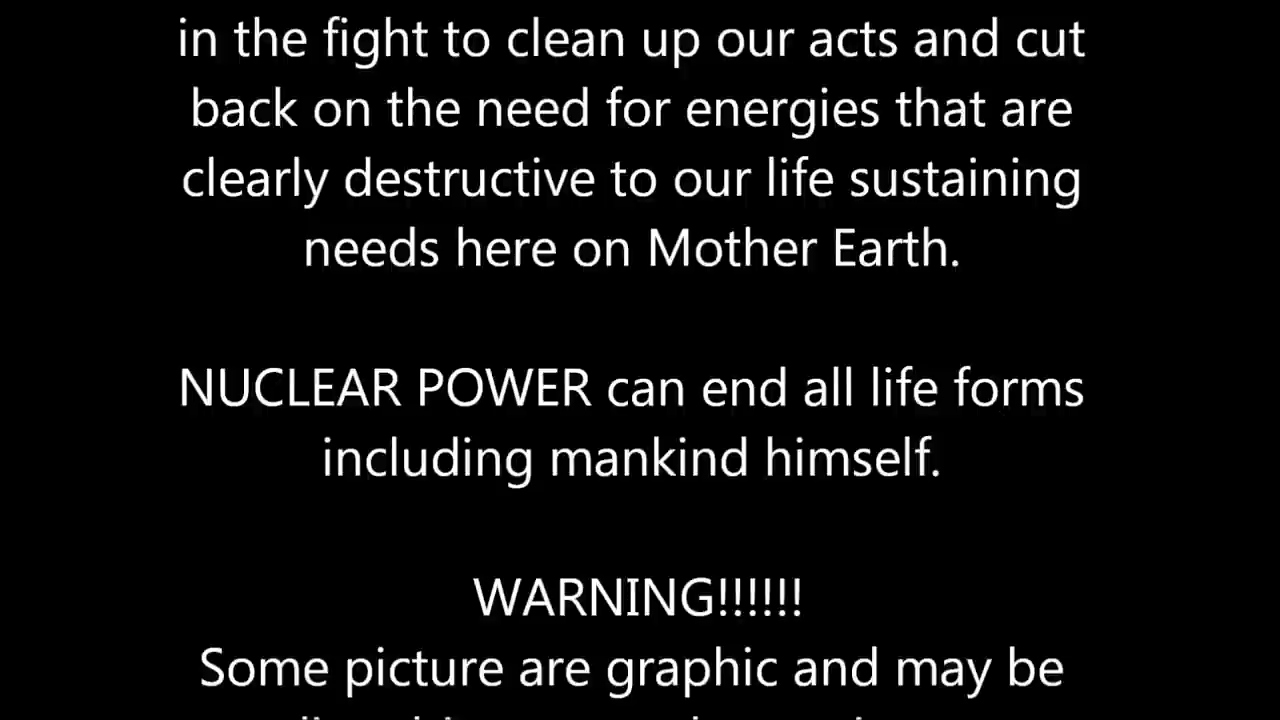 in the fight to clean up our acts and cut
back on the need for energies that are
clearly destructive to our life sustaining
needs here on Mother Earth.
NUCLEAR POWER can end all life forms
including mankind himself.
WARNING!!!!!!
Some picture are graphic and may be